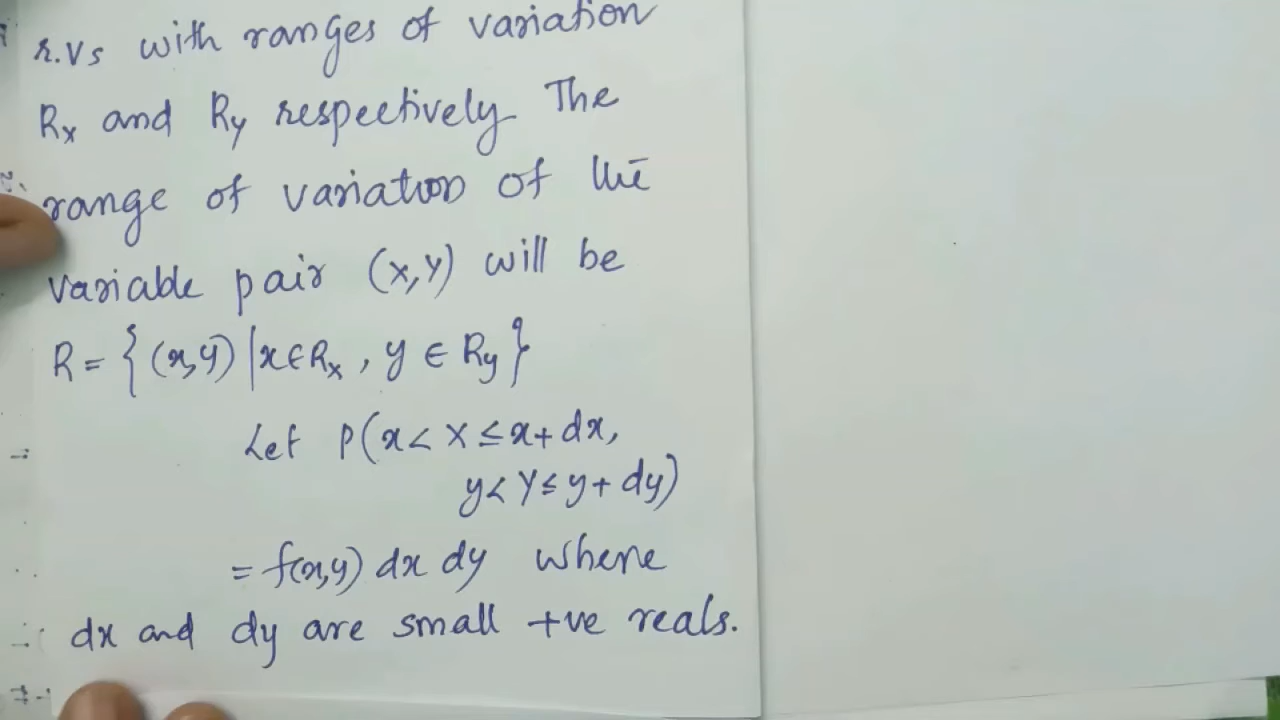 r.Vs with ranges of variation
Rx and Ry respectively The
range of variation of the
variable pair (x,y) will be
R = { (x,y) | x ∈ Rx , y ∈ Ry }
Let P(x < X ≤ x + dx,
y < Y ≤ y + dy)
= f(x,y) dx dy where
dx and dy are small +ve reals.